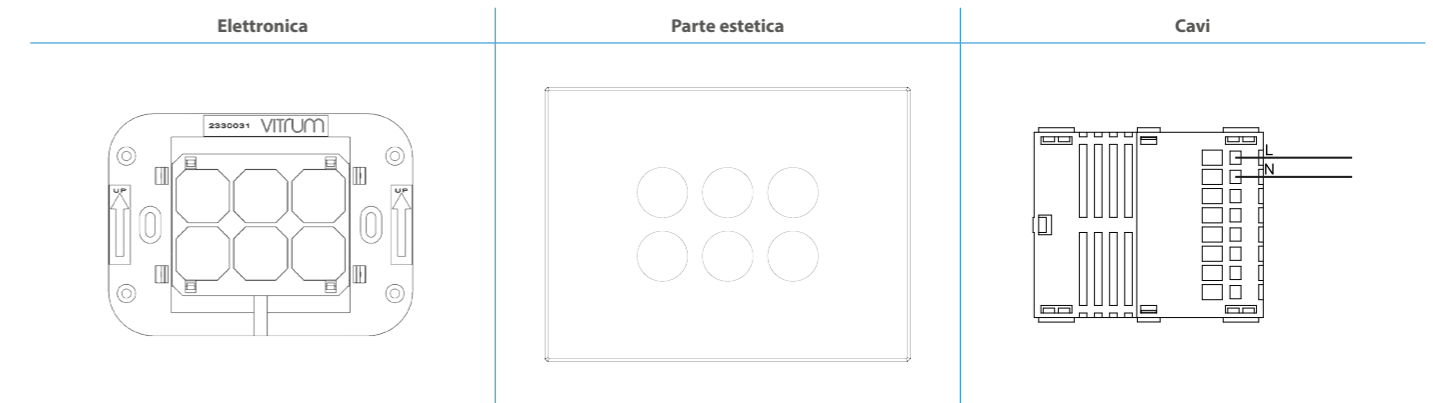 Elettronica
Parte estetica
Cavi
2330031 VITrUM
UP
UP
L
N